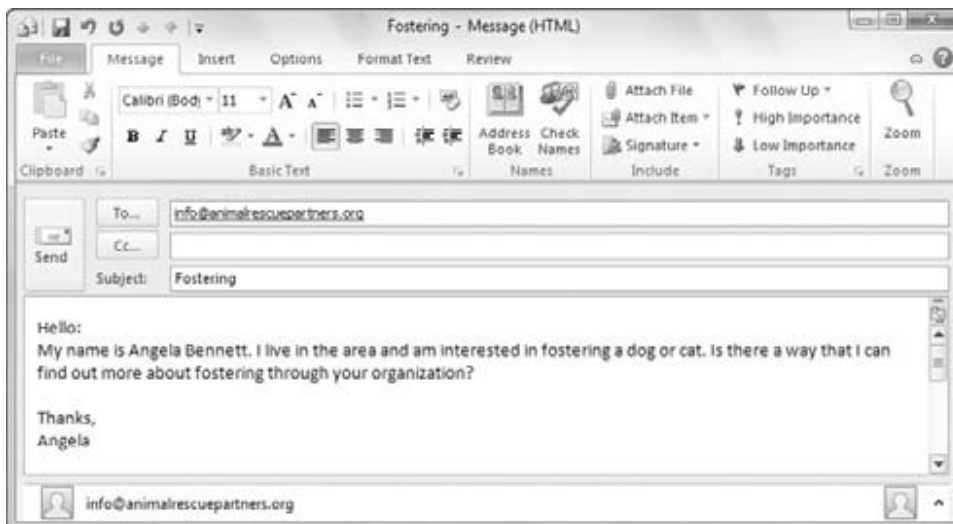 Fostering - Message (HTML)
File Message Insert Options Format Text Review
Calibri (Body 11 A A
Paste
B I U A
Address Book
Check Names
Attach File
Attach Item
Signature
Follow Up
High Importance
Low Importance
Zoom
Clipboard Basic Text Names Include Tags Zoom
Send
To... info@animalrescuepartners.org
Cc...
Subject: Fostering
Hello:
My name is Angela Bennett. I live in the area and am interested in fostering a dog or cat. Is there a way that I can
find out more about fostering through your organization?
Thanks,
Angela
info@animalrescuepartners.org